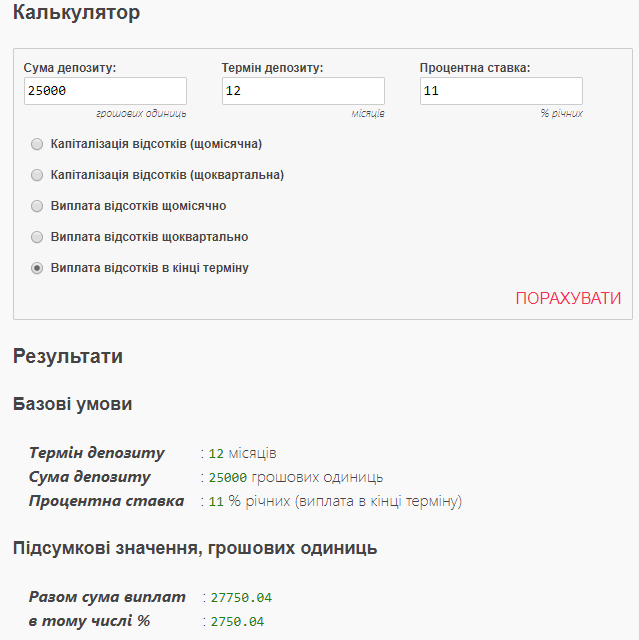 Калькулятор
Сума депозиту: Термін депозиту: Процентна ставка:
25000 12 11
грошових одиниць місяців % річних
Капіталізація відсотків (щомісячна)
Капіталізація відсотків (щоквартальна)
Виплата відсотків щомісячно
Виплата відсотків щоквартально
Виплата відсотків в кінці терміну
ПОРАХУВАТИ
Результати
Базові умови
Термін депозиту : 12 місяців
Сума депозиту : 25000 грошових одиниць
Процентна ставка : 11 % річних (виплата в кінці терміну)
Підсумкові значення, грошових одиниць
Разом сума виплат : 27750.04
в тому числі % : 2750.04